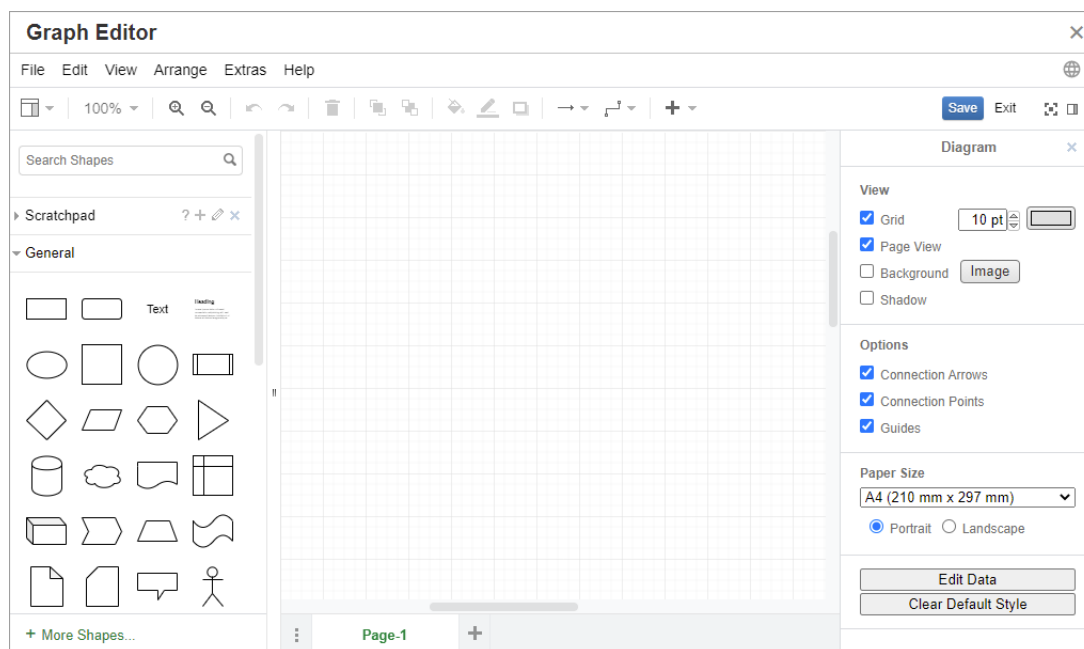 Graph Editor
File Edit View Arrange Extras Help
100% Save Exit
Search Shapes
Scratchpad ?
General
Text Heading
+ More Shapes...
Page-1
Diagram
View
Grid 10 pt
Page View
Background Image
Shadow
Options
Connection Arrows
Connection Points
Guides
Paper Size
A4 (210 mm x 297 mm)
Portrait Landscape
Edit Data
Clear Default Style